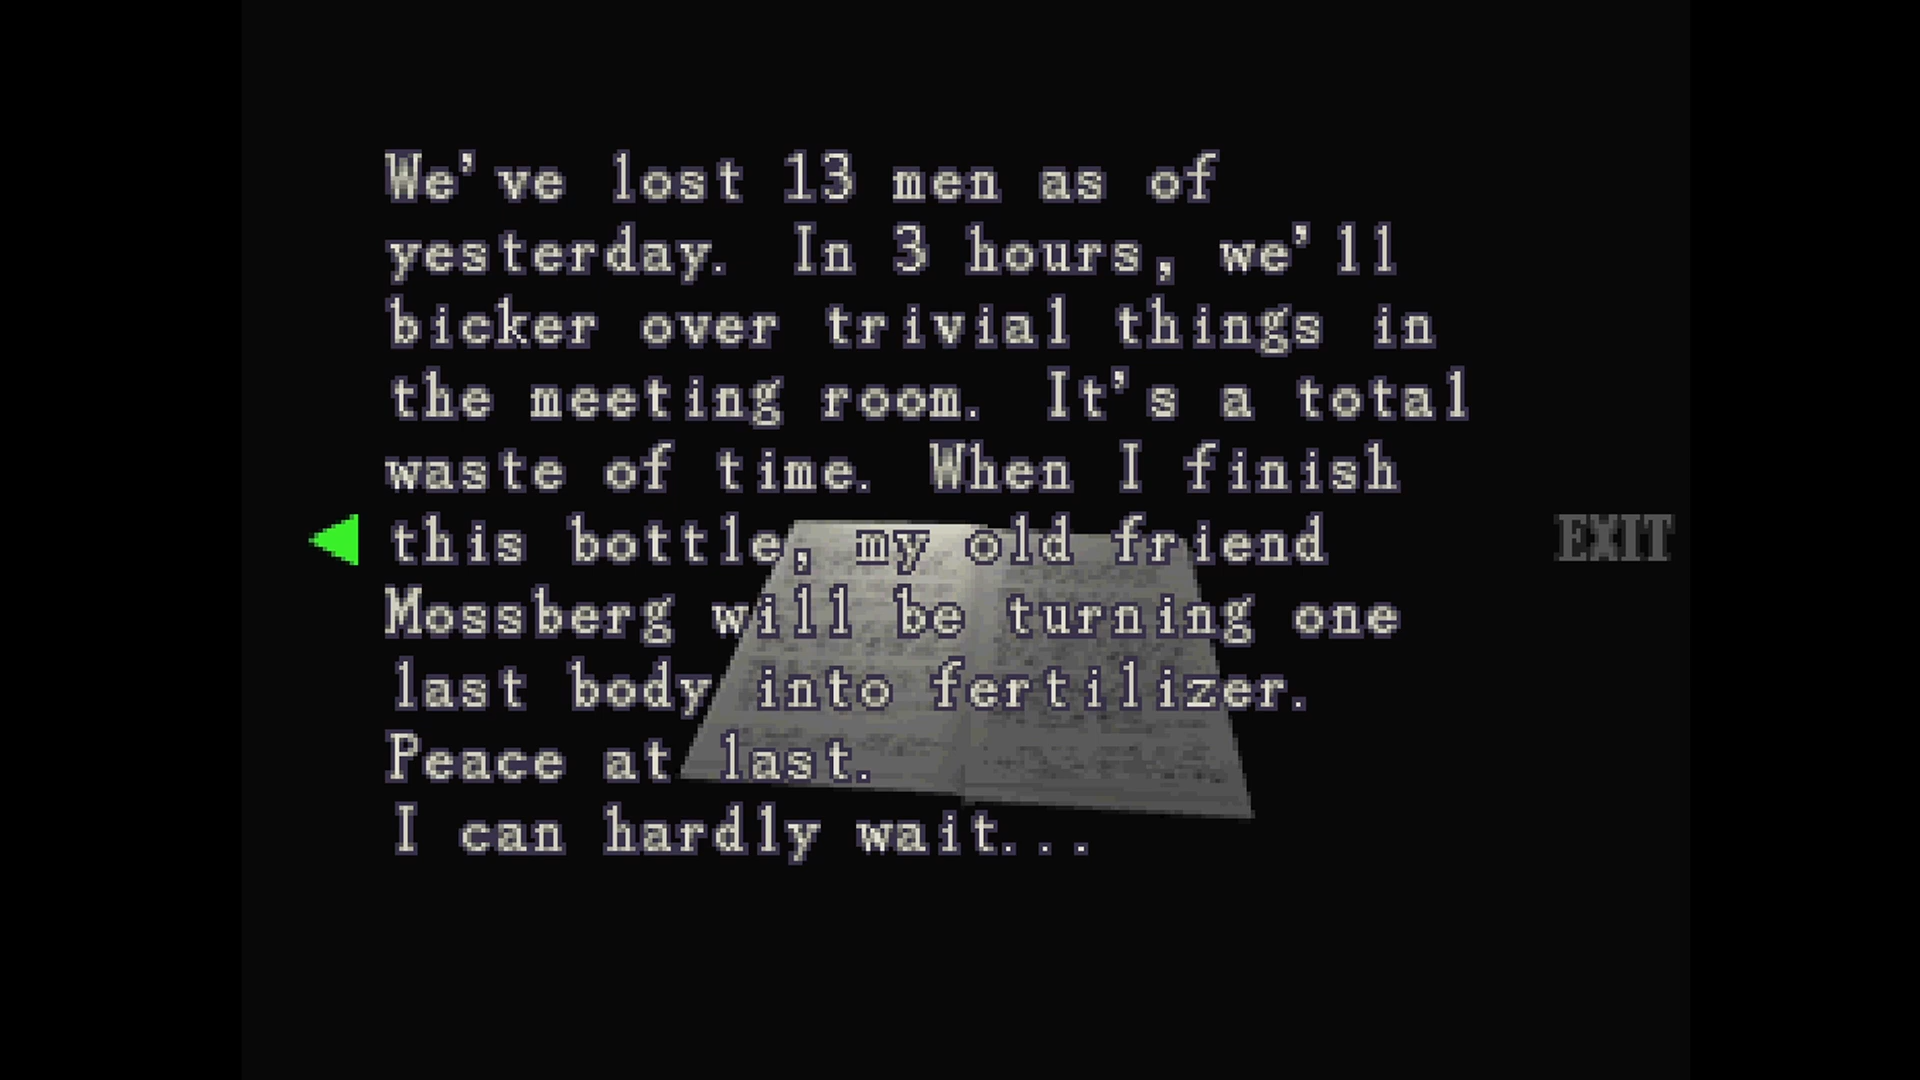 We've lost 13 men as of
yesterday. In 3 hours, we'll
bicker over trivial things in
the meeting room. It's a total
waste of time. When I finish
this bottle, my old friend
Mossberg will be turning one
last body into fertilizer.
Peace at last.
I can hardly wait...
EXIT